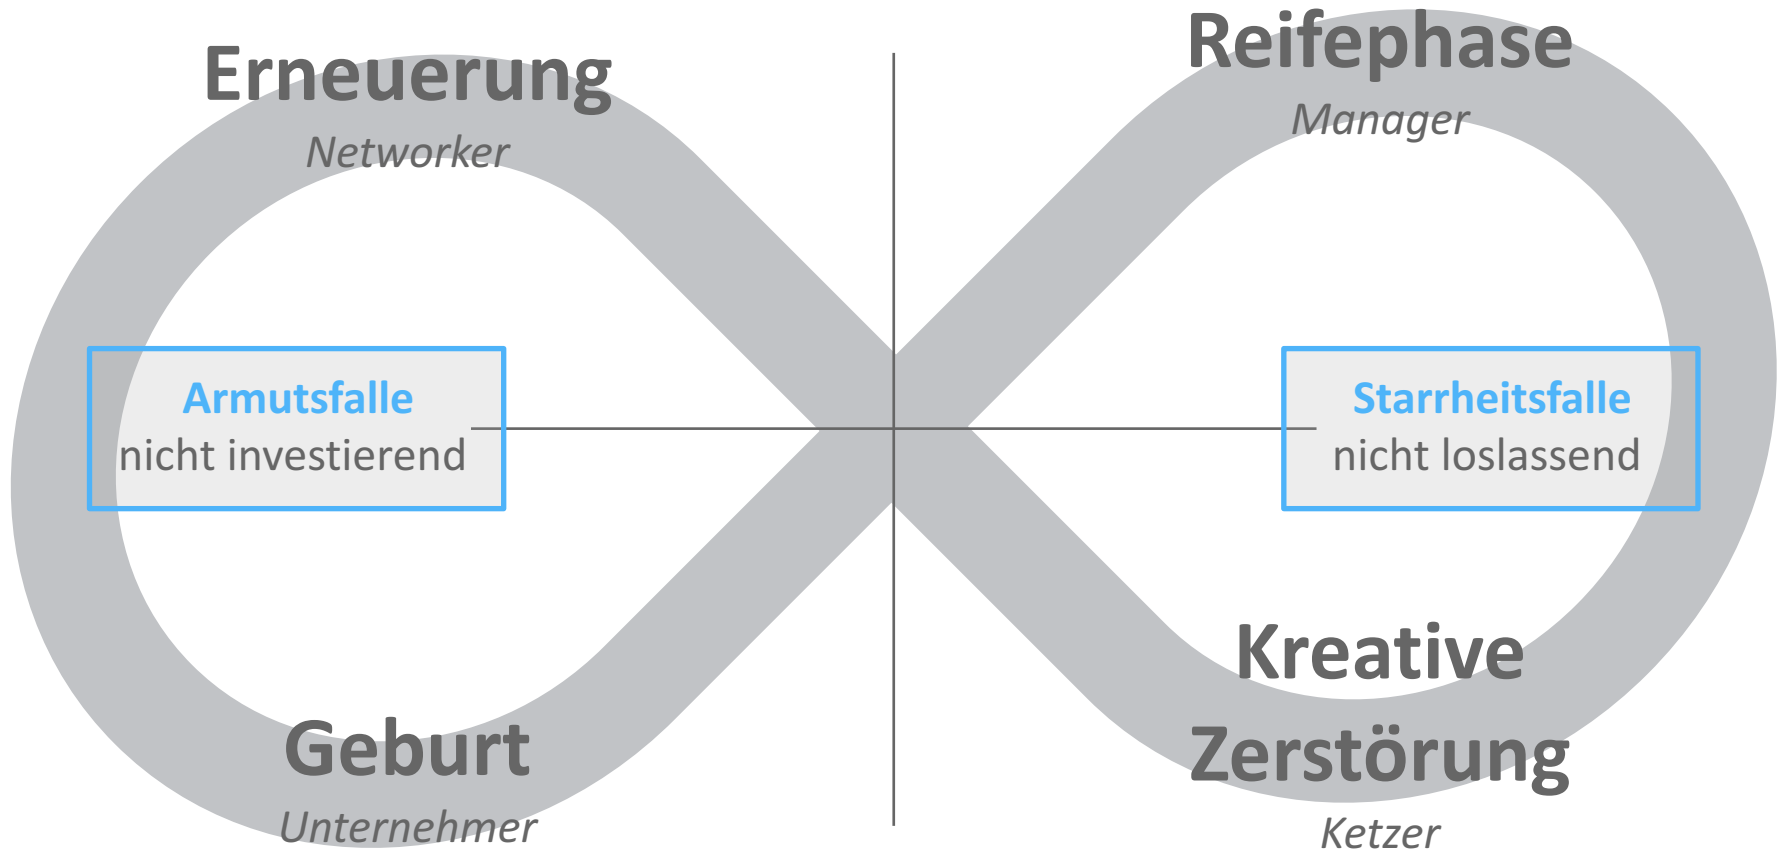 Erneuerung
Networker
Reifephase
Manager
Armutsfalle
nicht investierend
Starrheitsfalle
nicht loslassend
Geburt
Unternehmer
Kreative
Zerstörung
Ketzer